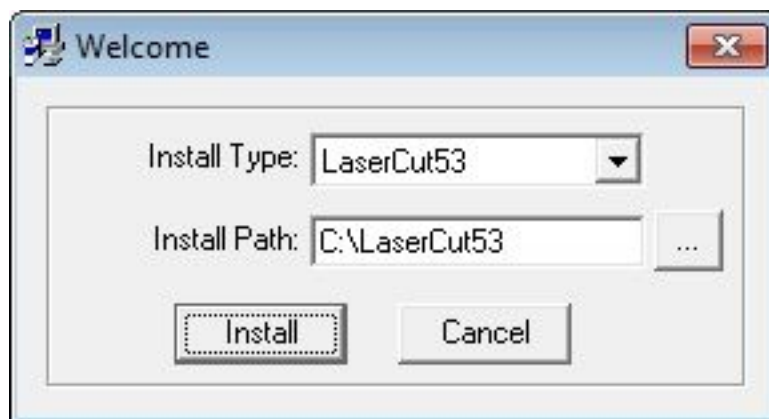 Welcome
Install Type: LaserCut53
Install Path: C:\LaserCut53 ...
Install Cancel